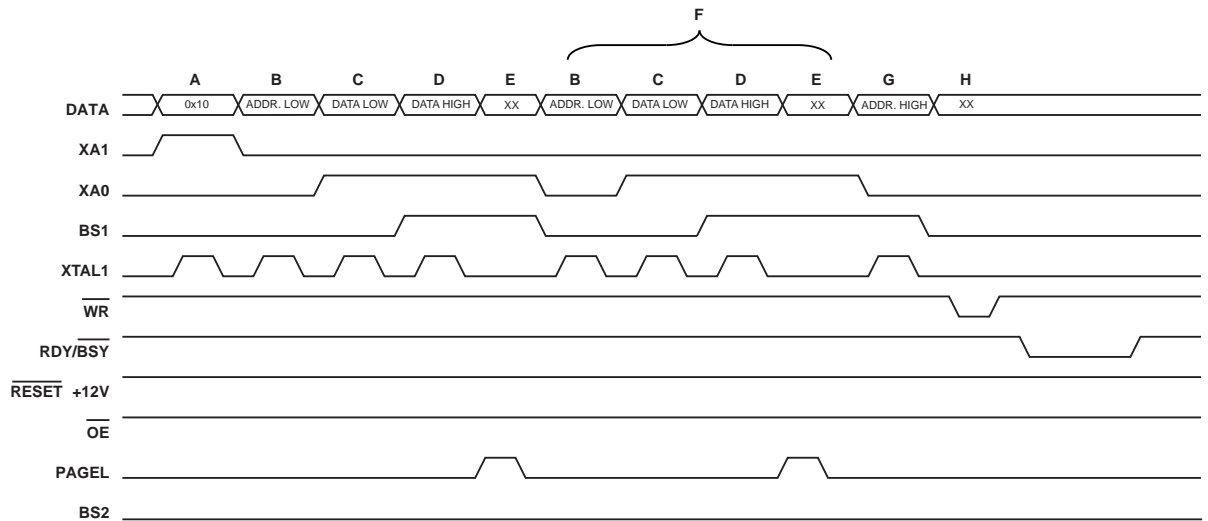 F
A B C D E B C D E G H
DATA 0x10 ADDR. LOW DATA LOW DATA HIGH XX ADDR. LOW DATA LOW DATA HIGH XX ADDR. HIGH XX
XA1
XA0
BS1
XTAL1
WR
RDY/BSY
RESET +12V
OE
PAGEL
BS2